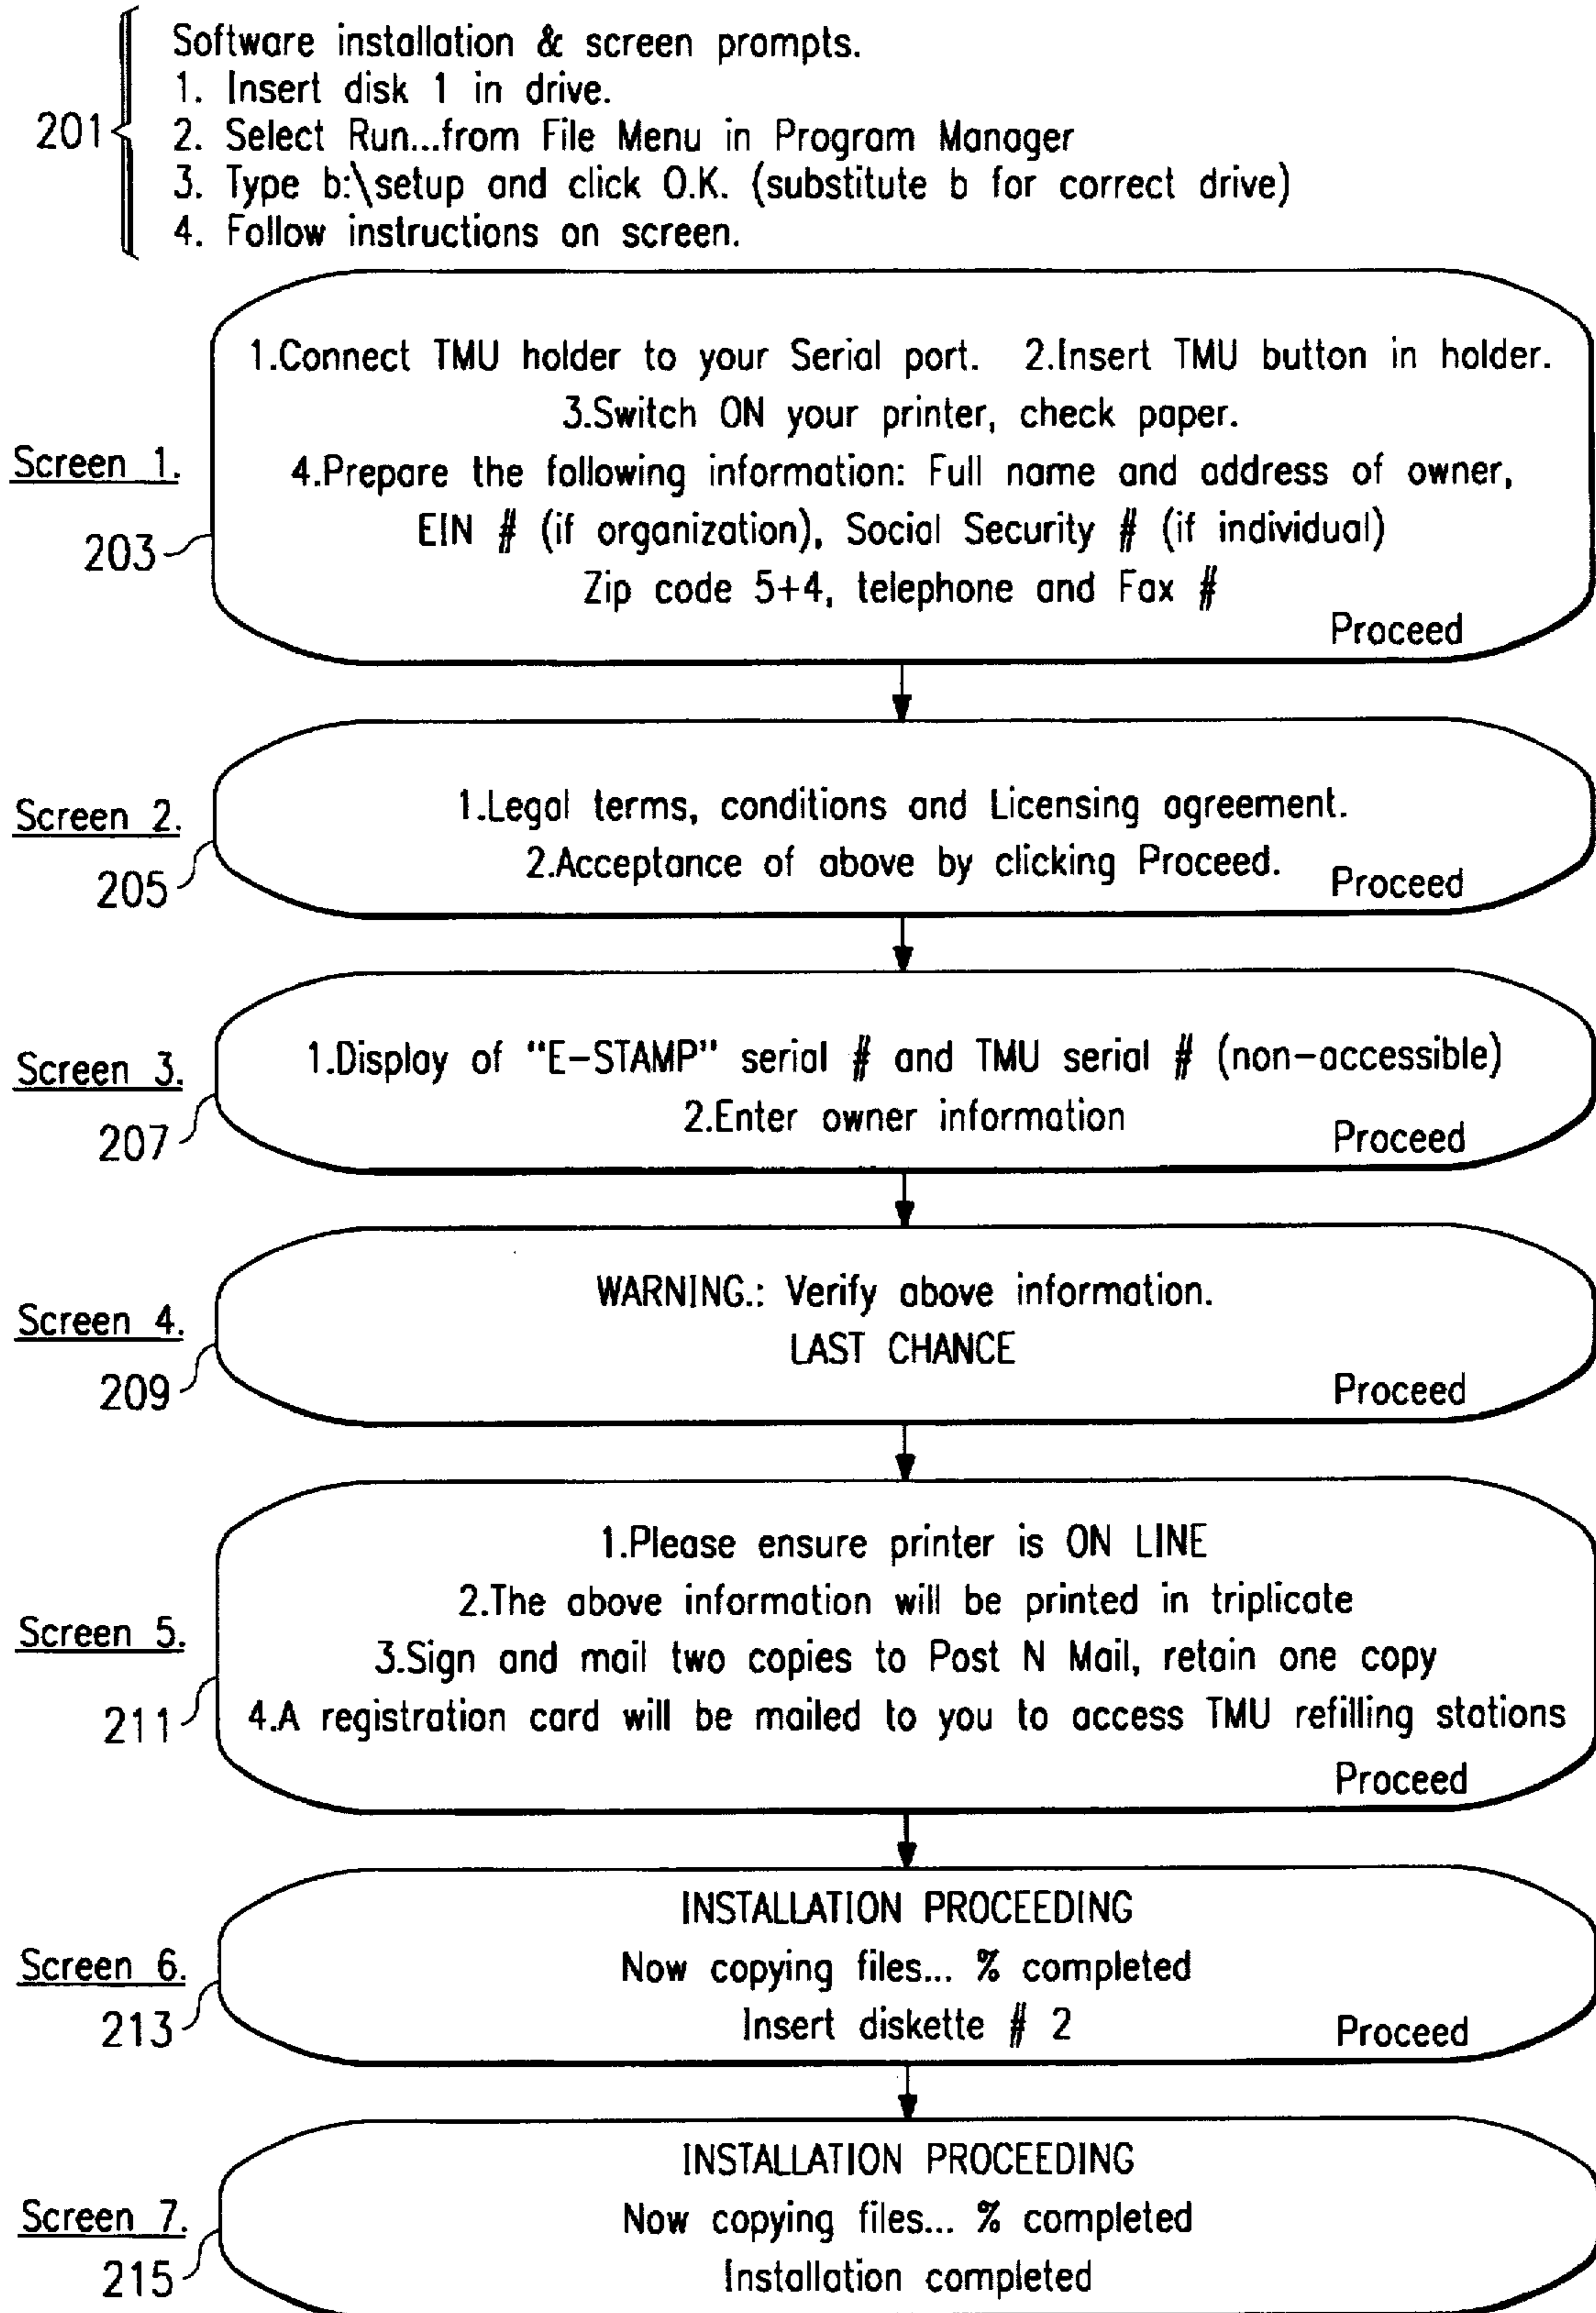 Software installation & screen prompts.
1. Insert disk 1 in drive.
201
2. Select Run...from File Menu in Program Manager
3. Type b:\setup and click O.K. (substitute b for correct drive)
4. Follow instructions on screen.
1.Connect TMU holder to your Serial port. 2.Insert TMU button in holder.
3.Switch ON your printer, check paper.
Screen 1.
4.Prepare the following information: Full name and address of owner,
EIN # (if organization), Social Security # (if individual)
203
Zip code 5+4, telephone and Fax #
Proceed
Screen 2.
1.Legal terms, conditions and Licensing agreement.
2.Acceptance of above by clicking Proceed.
205
Proceed
Screen 3.
1.Display of "E-STAMP" serial # and TMU serial # (non-accessible)
2.Enter owner information
207
Proceed
WARNING.: Verify above information.
Screen 4.
LAST CHANCE
209
Proceed
1.Please ensure printer is ON LINE
2.The above information will be printed in triplicate
Screen 5.
3.Sign and mail two copies to Post N Mail, retain one copy
211
4.A registration card will be mailed to you to access TMU refilling stations
Proceed
INSTALLATION PROCEEDING
Screen 6.
Now copying files... % completed
213
Insert diskette # 2
Proceed
INSTALLATION PROCEEDING
Screen 7.
Now copying files... % completed
215
Installation completed